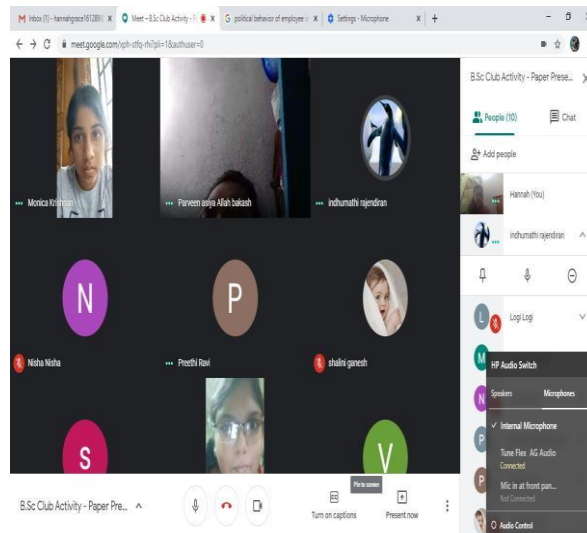 Inbox (1) - hannahgrace161289@
Meet – B.Sc Club Activity - P
political behavior of employee in
Settings - Microphone
meet.google.com/xph-stfq-rhi?pli=1&authuser=0
B.Sc Club Activity - Paper Prese...
People (10)
Chat
Add people
Hannah (You)
indhumathi rajendiran
Logi Logi
Monica Krishnan
Parveen asiya Allah bakash
indhumathi rajendiran
N
P
Nisha Nisha
Preethi Ravi
shalini ganesh
S
V
L
M
N
P
P
HP Audio Switch
Speakers
Microphones
Internal Microphone
Tune Flex AG Audio
Connected
Mic in at front pan...
Not Connected
Audio Control
Pin to screen
B.Sc Club Activity - Paper Pre...
Turn on captions
Present now